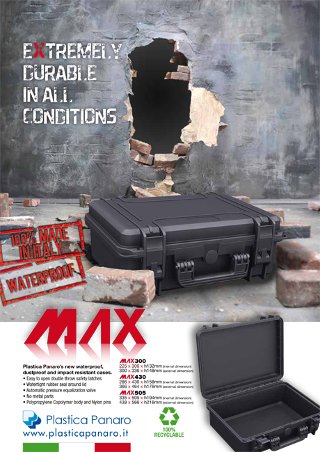 EXTREMELY
DURABLE
IN ALL
CONDITIONS
100% MADE
IN ITALY
WATERPROOF
MAX
Plastica Panaro's new waterproof,
dustproof and impact resistant cases.
• Easy to open double throw safety latches
• Watertight rubber seal around lid
• Automatic pressure equalization valve
• No metal parts
• Polypropylene Copolymer body and Nylon pins
MAX300
MAX430
MAX505
Plastica Panaro
www.plasticapanaro.it
100%
RECYCLABLE